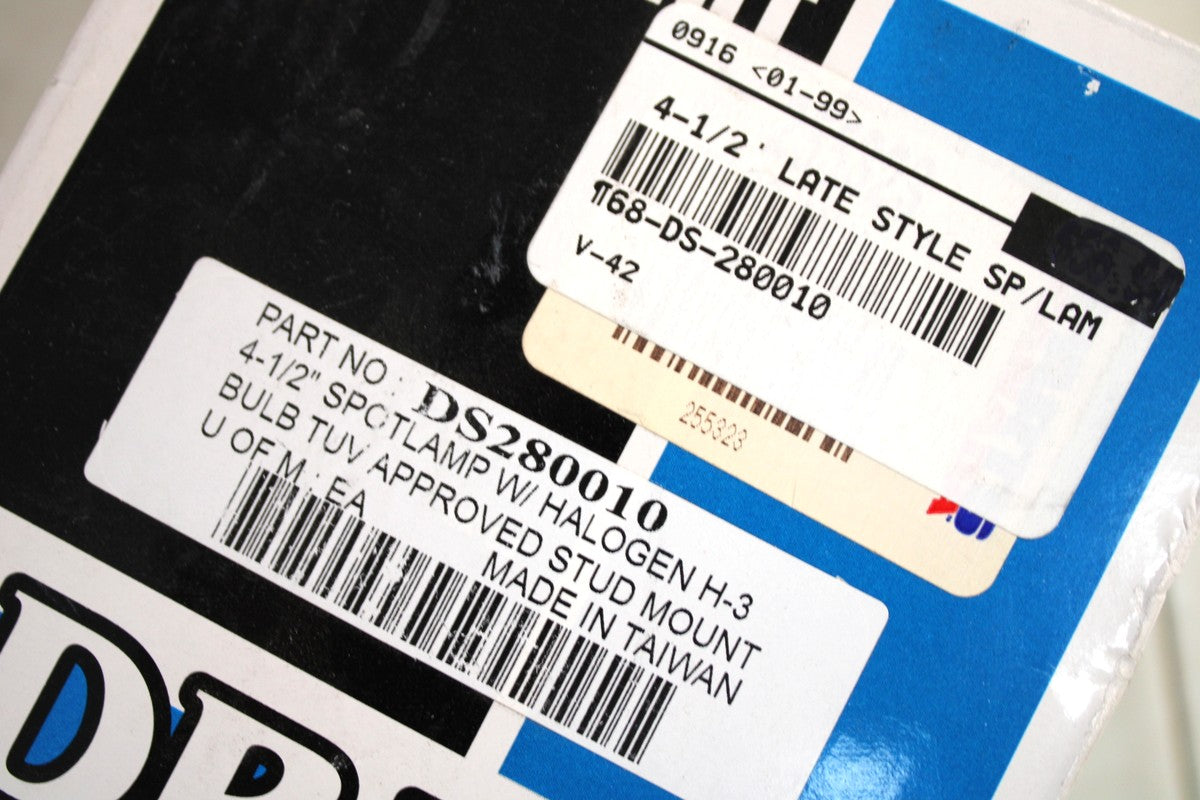 0916 <01-99>
4-1/2" LATE STYLE SP/LAM
¶68-DS-280010
V-42
255323
PART NO : DS280010
4-1/2" SPOTLAMP W/ HALOGEN H-3
BULB TUV APPROVED STUD MOUNT
U OF M : EA
MADE IN TAIWAN